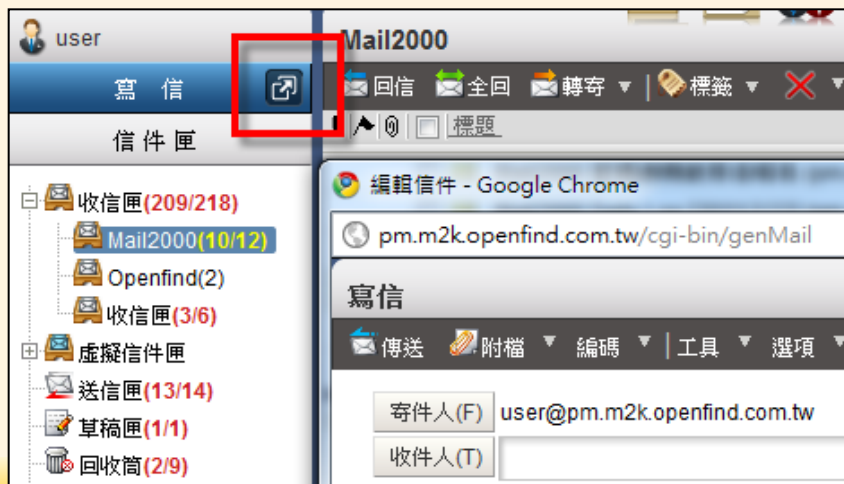 user
寫 信
信 件 匣
收信匣(209/218)
Mail2000(10/12)
Openfind(2)
收信匣(3/6)
虛擬信件匣
送信匣(13/14)
草稿匣(1/1)
回收筒(2/9)
Mail2000
回信 全回 轉寄 ▼ | 標籤 ▼
標題
編輯信件 - Google Chrome
pm.m2k.openfind.com.tw/cgi-bin/genMail
寫信
傳送 附檔 ▼ 編碼 ▼ | 工具 ▼ 選項 ▼
寄件人(F) user@pm.m2k.openfind.com.tw
收件人(T)